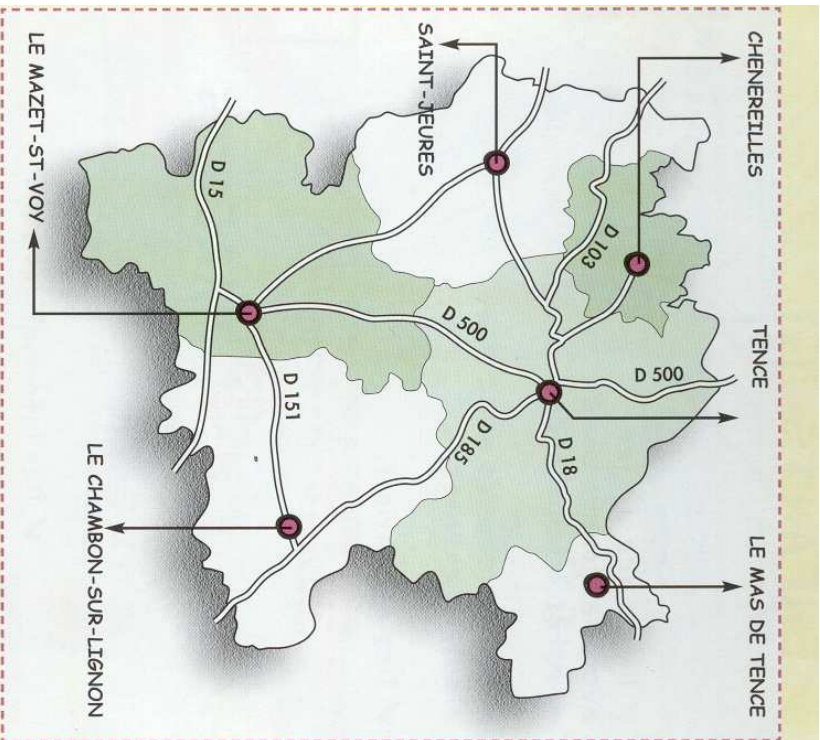 CHENEREILLES
TENCE
LE MAS DE TENCE
SAINT-JEURES
D 103
D 500
D 18
D 500
D 185
D 15
D 151
LE MAZET-ST-VOY
LE CHAMBON-SUR-LIGNON